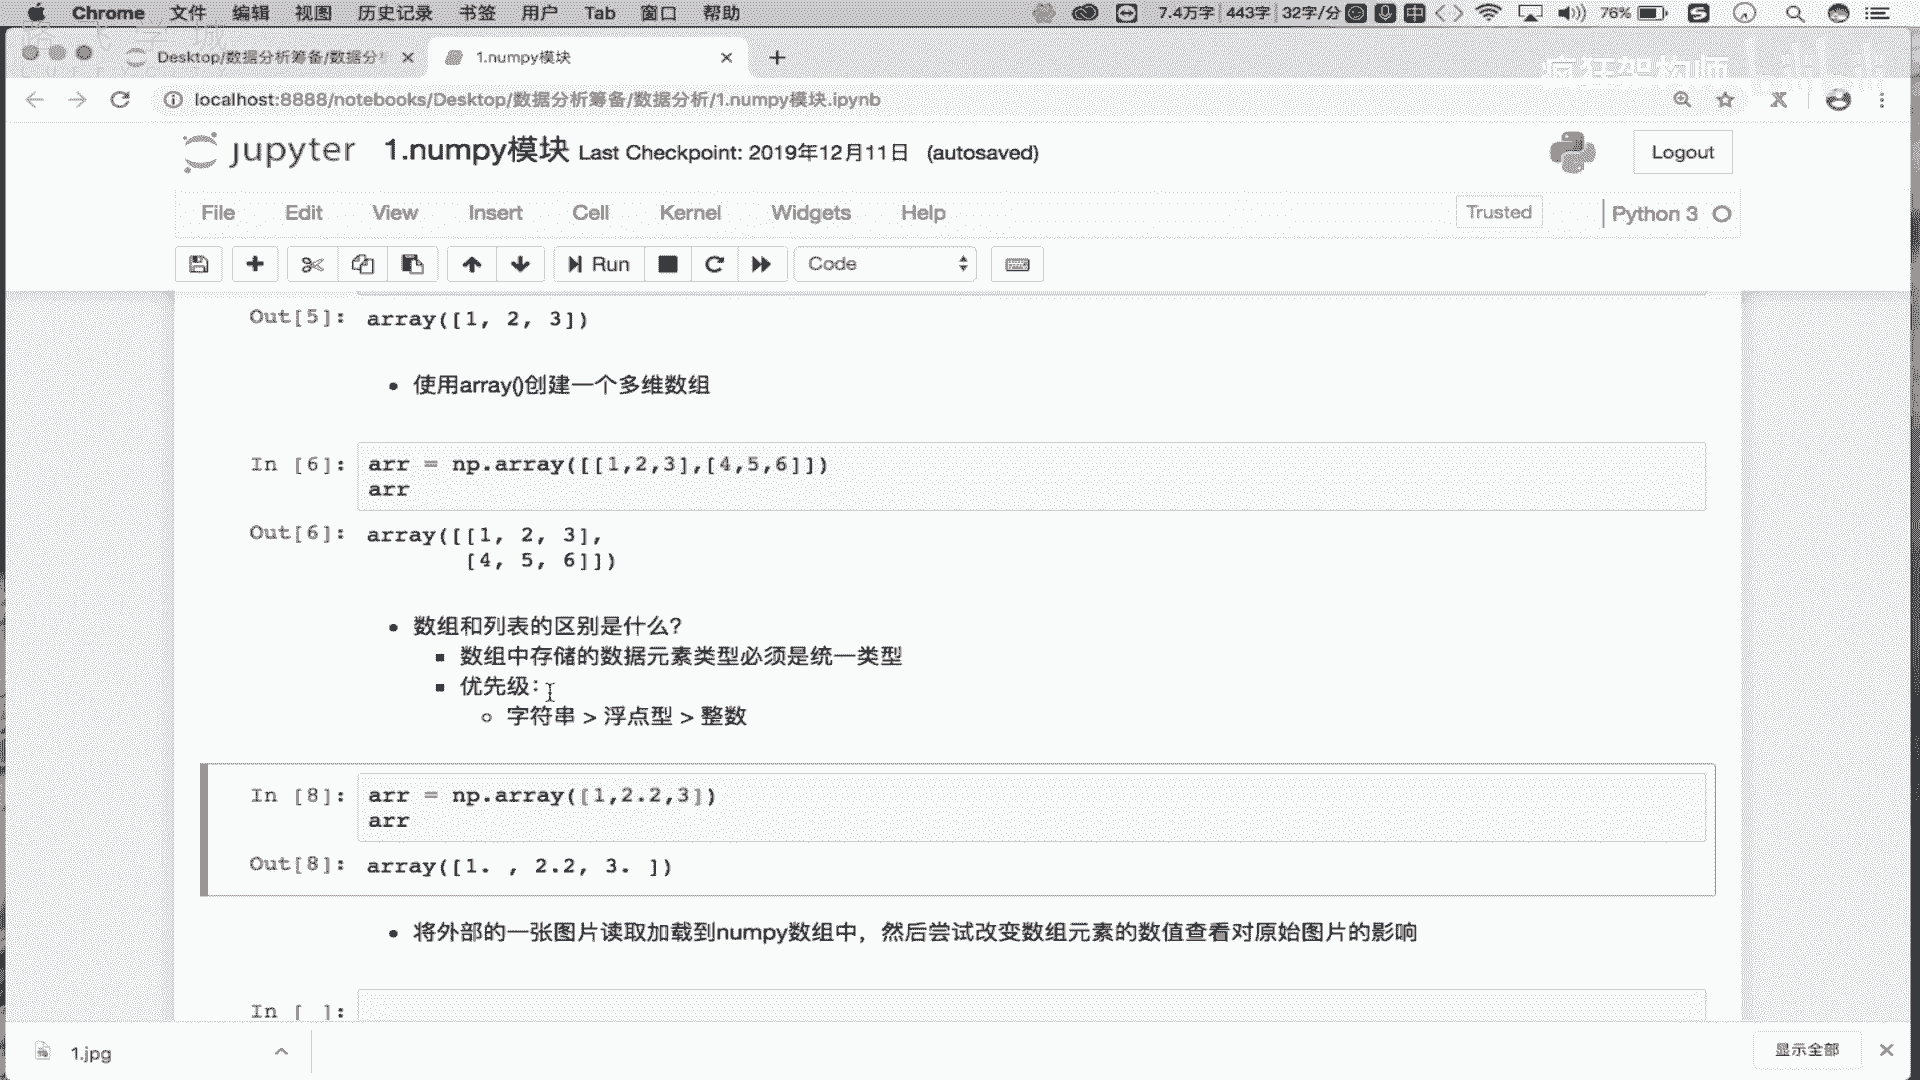 Chrome 文件 编辑 视图 历史记录 书签 用户 Tab 窗口 帮助 7.4万字 443字 32字/分 中 76%
Desktop/数据分析筹备/数据分析 1.numpy模块
疯狂架构师
localhost:8888/notebooks/Desktop/数据分析筹备/数据分析/1.numpy模块.ipynb
jupyter 1.numpy模块 Last Checkpoint: 2019年12月11日 (autosaved) Logout
File Edit View Insert Cell Kernel Widgets Help Trusted Python 3
Run Code
Out[5]: array([1, 2, 3])
使用array()创建一个多维数组
In [6]: arr = np.array([[1,2,3],[4,5,6]])
arr
Out[6]: array([[1, 2, 3],
[4, 5, 6]])
数组和列表的区别是什么?
数组中存储的数据元素类型必须是统一类型
优先级:
字符串 > 浮点型 > 整数
In [8]: arr = np.array([1,2.2,3])
arr
Out[8]: array([1. , 2.2, 3. ])
将外部的一张图片读取加载到numpy数组中，然后尝试改变数组元素的数值查看对原始图片的影响
In [ ]:
1.jpg 显示全部